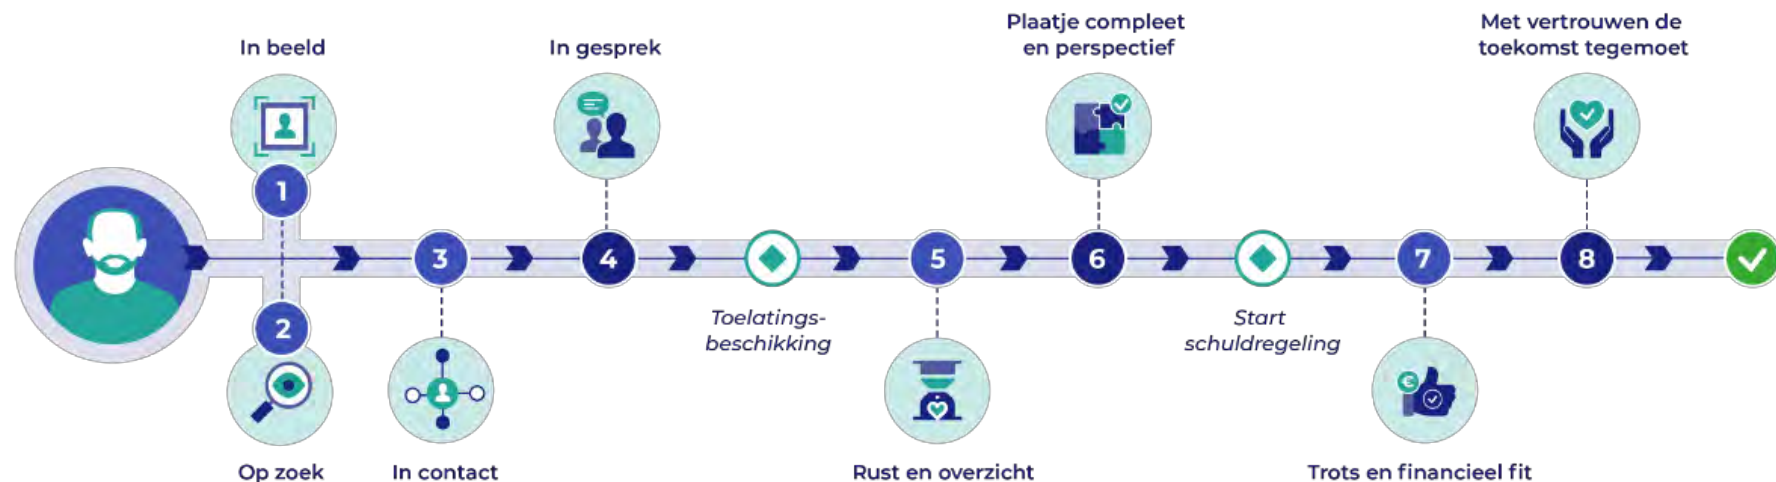 In beeld
1
2
Op zoek
3
In contact
In gesprek
4
Toelatings-
beschikking
5
Rust en overzicht
Plaatje compleet
en perspectief
6
Start
schuldregeling
7
€
Trots en financieel fit
Met vertrouwen de
toekomst tegemoet
8